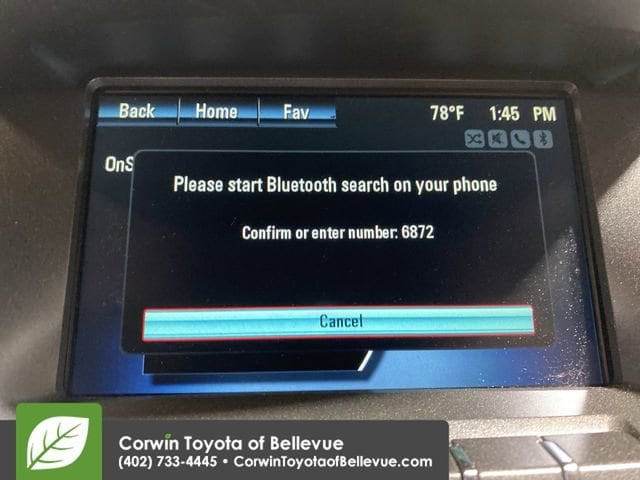 Back Home Fav 78°F 1:45 PM
OnS
Please start Bluetooth search on your phone
Confirm or enter number: 6872
Cancel
Corwin Toyota of Bellevue
(402) 733-4445 • CorwinToyotaofBellevue.com